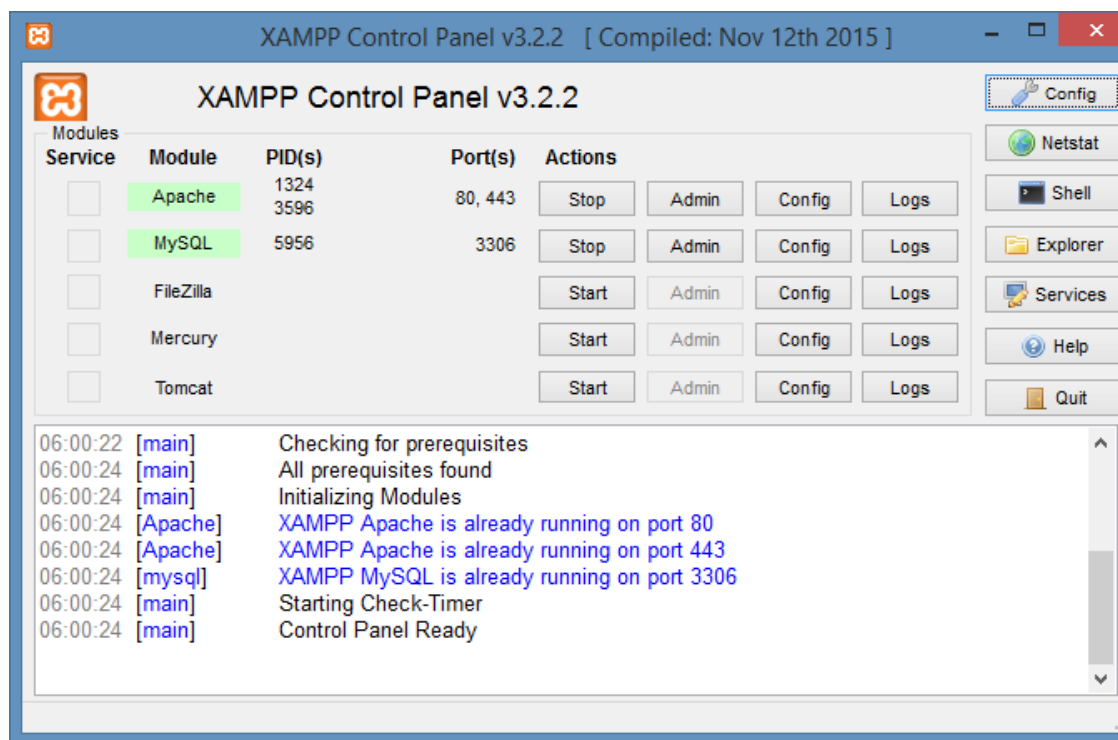 XAMPP Control Panel v3.2.2 [ Compiled: Nov 12th 2015 ]
XAMPP Control Panel v3.2.2
Config
Netstat
Shell
Explorer
Services
Help
Quit
Modules
Service Module PID(s) Port(s) Actions
Apache 1324 3596 80, 443 Stop Admin Config Logs
MySQL 5956 3306 Stop Admin Config Logs
FileZilla Start Admin Config Logs
Mercury Start Admin Config Logs
Tomcat Start Admin Config Logs
06:00:22 [main] Checking for prerequisites
06:00:24 [main] All prerequisites found
06:00:24 [main] Initializing Modules
06:00:24 [Apache] XAMPP Apache is already running on port 80
06:00:24 [Apache] XAMPP Apache is already running on port 443
06:00:24 [mysql] XAMPP MySQL is already running on port 3306
06:00:24 [main] Starting Check-Timer
06:00:24 [main] Control Panel Ready